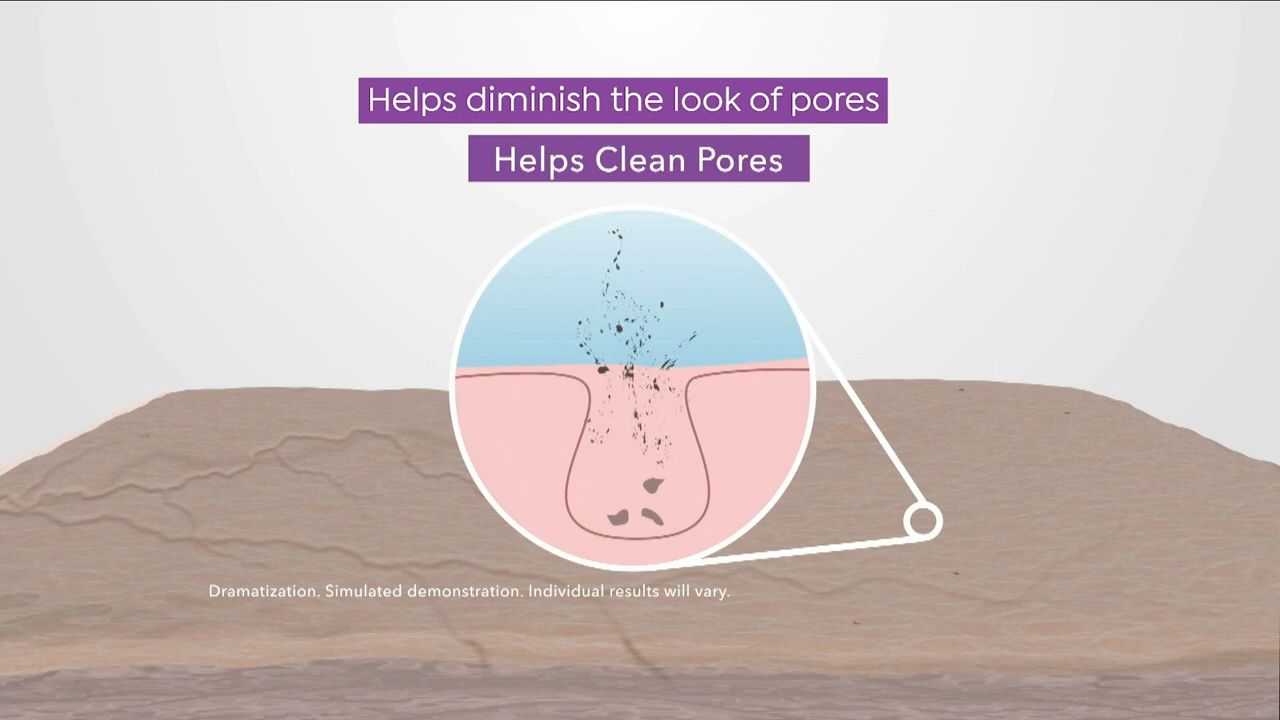 Helps diminish the look of pores
Helps Clean Pores
Dramatization. Simulated demonstration. Individual results will vary.